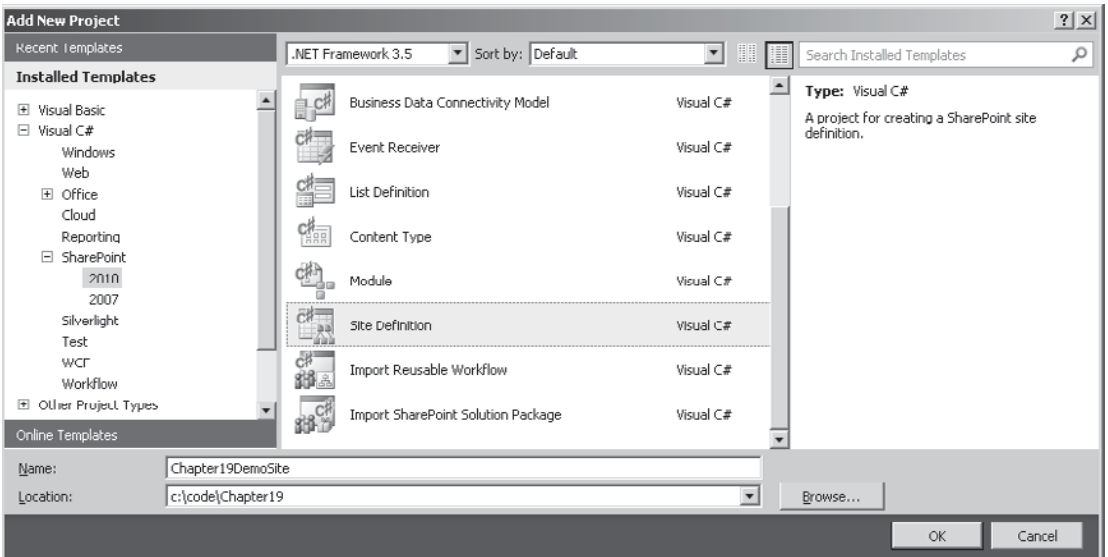 Add New Project
Recent Templates
Installed Templates
Visual Basic
Visual C#
Windows
Web
Office
Cloud
Reporting
SharePoint
2010
2007
Silverlight
Test
WCF
Workflow
Other Project Types
Online Templates
.NET Framework 3.5
Sort by: Default
Search Installed Templates
Business Data Connectivity Model Visual C#
Event Receiver Visual C#
List Definition Visual C#
Content Type Visual C#
Module Visual C#
Site Definition Visual C#
Import Reusable Workflow Visual C#
Import SharePoint Solution Package Visual C#
Type: Visual C#
A project for creating a SharePoint site
definition.
Name: Chapter19DemoSite
Location: c:\code\Chapter19
Browse...
OK Cancel